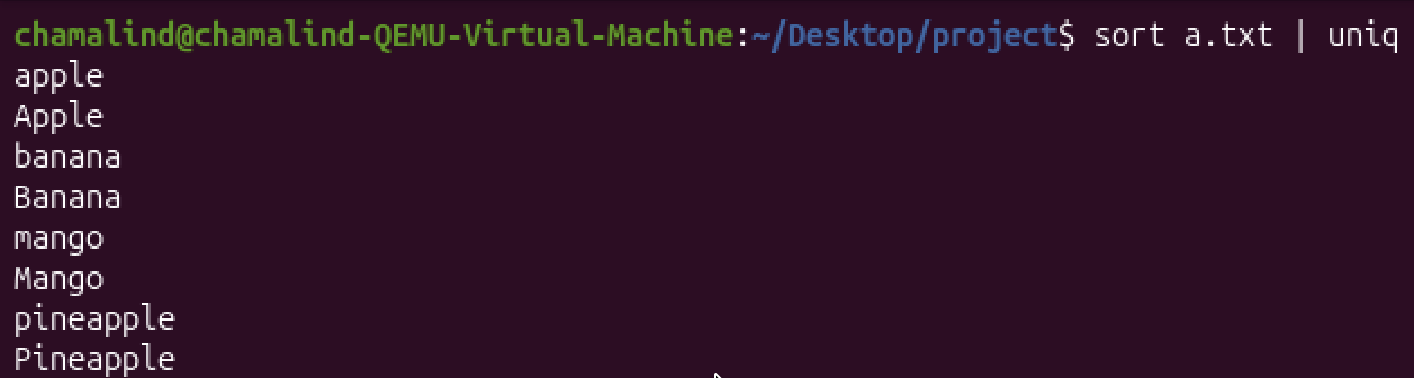 chamalind@chamalind-QEMU-Virtual-Machine:~/Desktop/project$ sort a.txt | uniq
apple
Apple
banana
Banana
mango
Mango
pineapple
Pineapple